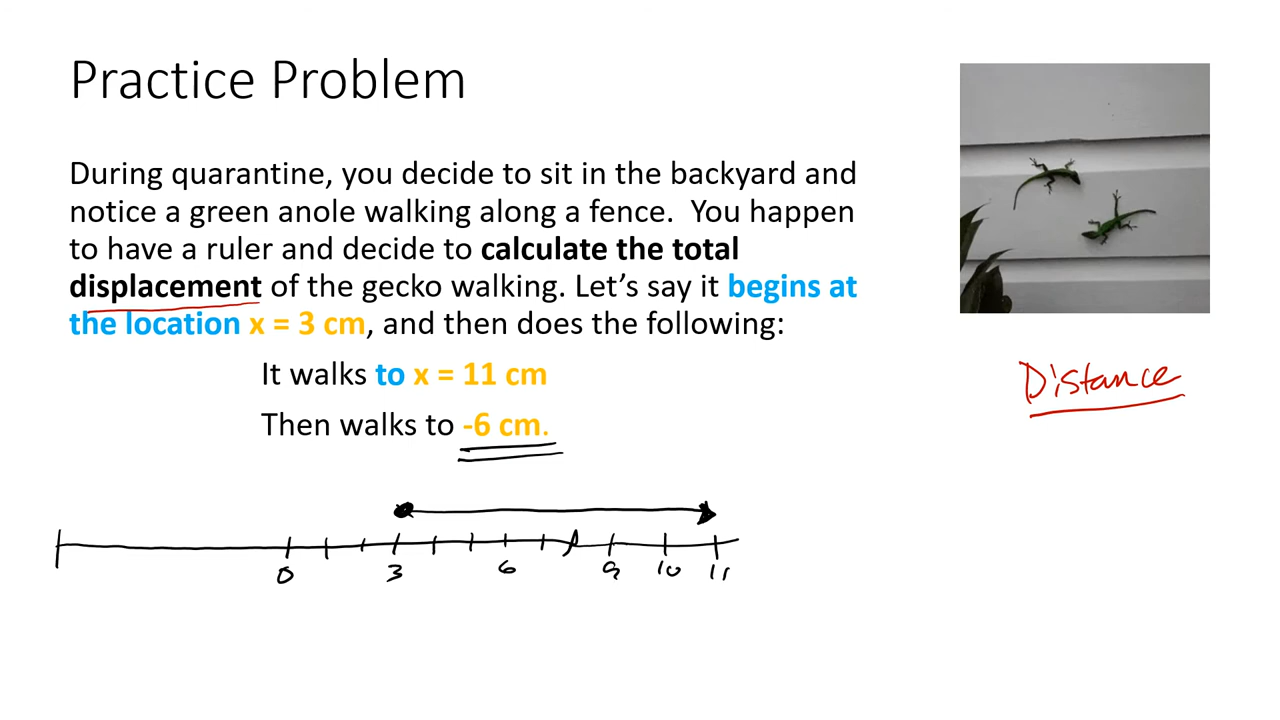 Practice Problem
During quarantine, you decide to sit in the backyard and
notice a green anole walking along a fence.  You happen
to have a ruler and decide to calculate the total
displacement of the gecko walking. Let’s say it begins at
the location x = 3 cm, and then does the following:
It walks to x = 11 cm
Then walks to -6 cm.
Distance
0 3 6 9 10 11